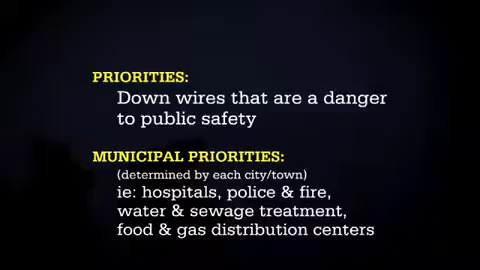 PRIORITIES:
Down wires that are a danger
to public safety
MUNICIPAL PRIORITIES:
(determined by each city/town)
ie: hospitals, police & fire,
water & sewage treatment,
food & gas distribution centers